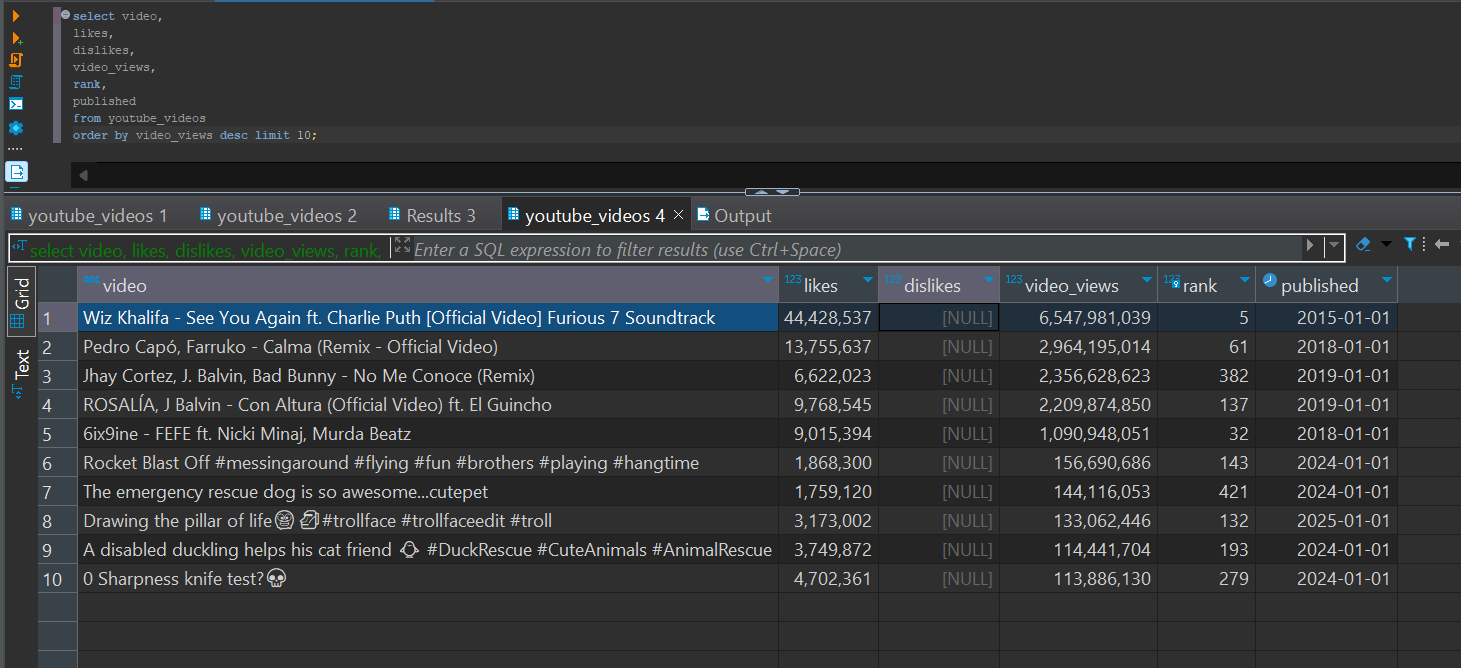 select video,
likes,
dislikes,
video_views,
rank,
published
from youtube_videos
order by video_views desc limit 10;
youtube_videos 1 youtube_videos 2 Results 3 youtube_videos 4 Output
select video, likes, dislikes, video_views, rank, Enter a SQL expression to filter results (use Ctrl+Space)
Grid
Text
video 123 likes 123 dislikes 123 video_views 123 rank published
1 Wiz Khalifa - See You Again ft. Charlie Puth [Official Video] Furious 7 Soundtrack 44,428,537 [NULL] 6,547,981,039 5 2015-01-01
2 Pedro Capó, Farruko - Calma (Remix - Official Video) 13,755,637 [NULL] 2,964,195,014 61 2018-01-01
3 Jhay Cortez, J. Balvin, Bad Bunny - No Me Conoce (Remix) 6,622,023 [NULL] 2,356,628,623 382 2019-01-01
4 ROSALÍA, J Balvin - Con Altura (Official Video) ft. El Guincho 9,768,545 [NULL] 2,209,874,850 137 2019-01-01
5 6ix9ine - FEFE ft. Nicki Minaj, Murda Beatz 9,015,394 [NULL] 1,090,948,051 32 2018-01-01
6 Rocket Blast Off #messingaround #flying #fun #brothers #playing #hangtime 1,868,300 [NULL] 156,690,686 143 2024-01-01
7 The emergency rescue dog is so awesome...cutepet 1,759,120 [NULL] 144,116,053 421 2024-01-01
8 Drawing the pillar of life #trollface #trollfaceedit #troll 3,173,002 [NULL] 133,062,446 132 2025-01-01
9 A disabled duckling helps his cat friend #DuckRescue #CuteAnimals #AnimalRescue 3,749,872 [NULL] 114,441,704 193 2024-01-01
10 0 Sharpness knife test?💀 4,702,361 [NULL] 113,886,130 279 2024-01-01